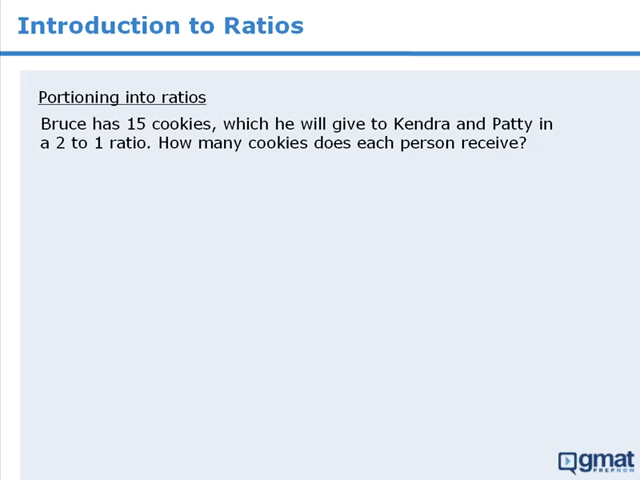 Introduction to Ratios
Portioning into ratios
Bruce has 15 cookies, which he will give to Kendra and Patty in
a 2 to 1 ratio. How many cookies does each person receive?
gmat
PREPNOW